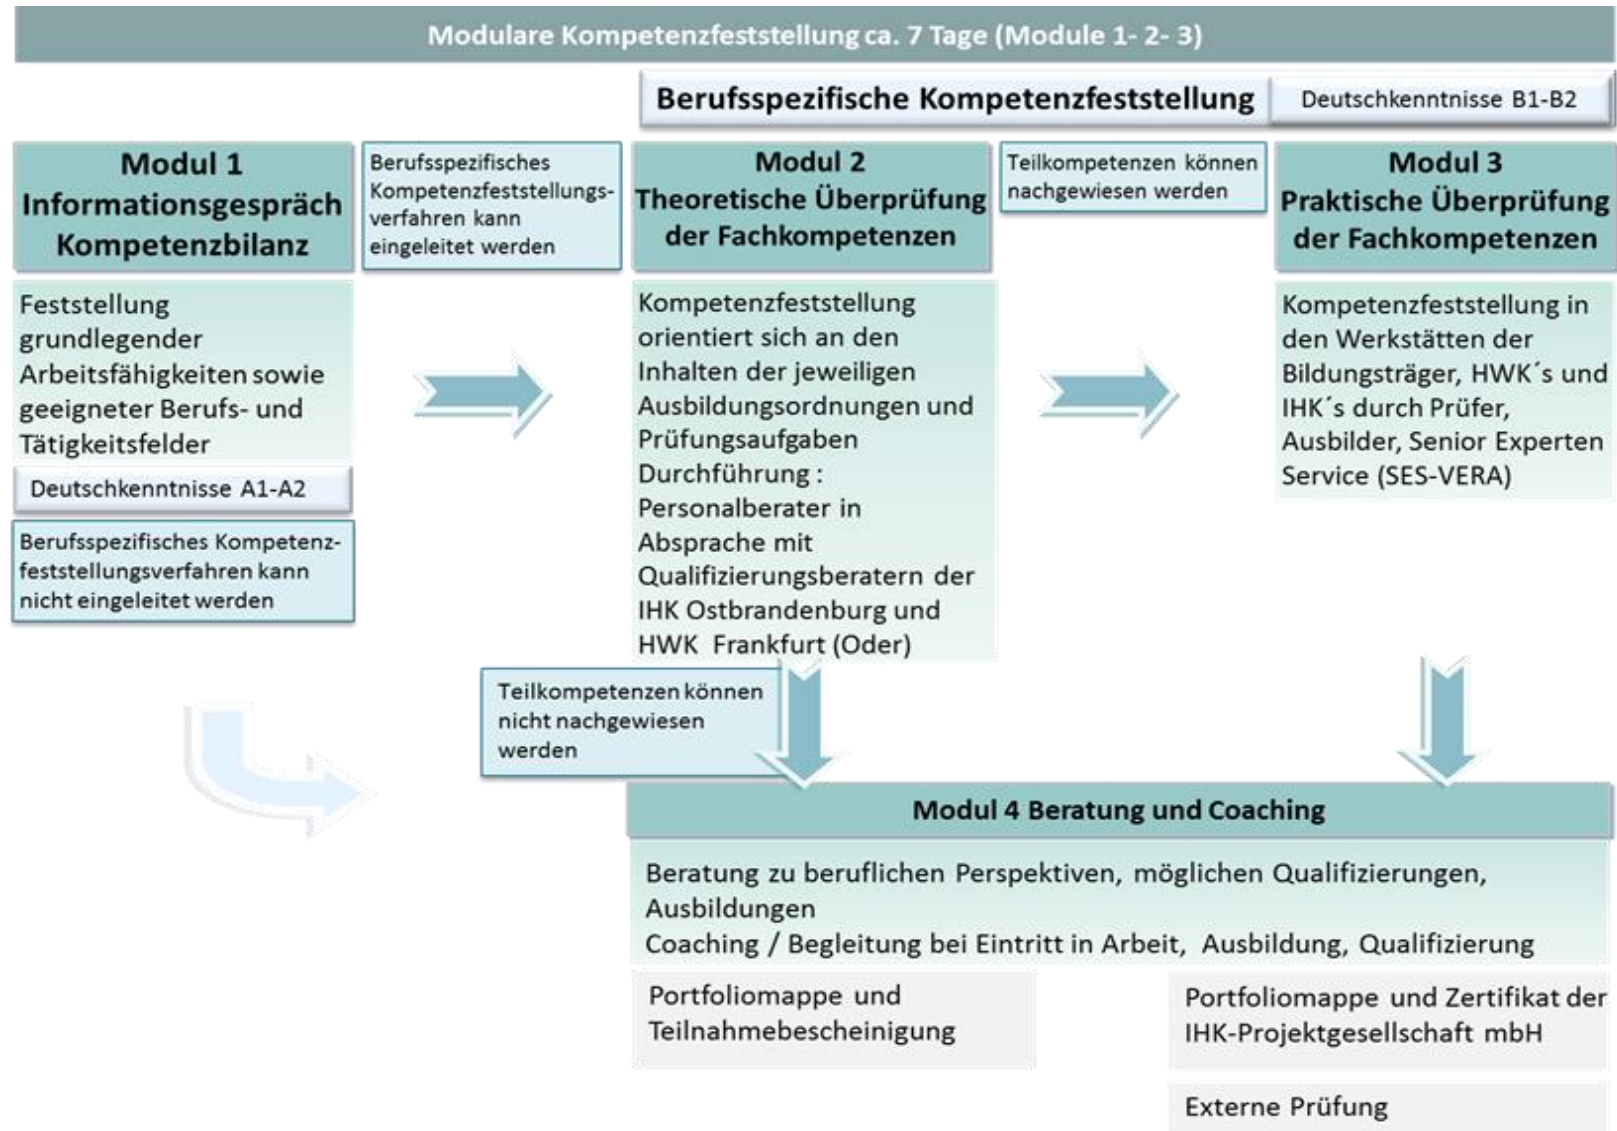 Modulare Kompetenzfeststellung ca. 7 Tage (Module 1- 2- 3)
Berufsspezifische Kompetenzfeststellung
Deutschkenntnisse B1-B2
Modul 1
Informationsgespräch
Kompetenzbilanz
Berufsspezifisches
Kompetenzfeststellungs-
verfahren kann
eingeleitet werden
Modul 2
Theoretische Überprüfung
der Fachkompetenzen
Teilkompetenzen können
nachgewiesen werden
Modul 3
Praktische Überprüfung
der Fachkompetenzen
Feststellung
grundlegender
Arbeitsfähigkeiten sowie
geeigneter Berufs- und
Tätigkeitsfelder
Deutschkenntnisse A1-A2
Berufsspezifisches Kompetenz-
feststellungsverfahren kann
nicht eingeleitet werden
Kompetenzfeststellung
orientiert sich an den
Inhalten der jeweiligen
Ausbildungsordnungen und
Prüfungsaufgaben
Durchführung :
Personalberater in
Absprache mit
Qualifizierungsberatern der
IHK Ostbrandenburg und
HWK Frankfurt (Oder)
Kompetenzfeststellung in
den Werkstätten der
Bildungsträger, HWK´s und
IHK´s durch Prüfer,
Ausbilder, Senior Experten
Service (SES-VERA)
Teilkompetenzen können
nicht nachgewiesen
werden
Modul 4 Beratung und Coaching
Beratung zu beruflichen Perspektiven, möglichen Qualifizierungen,
Ausbildungen
Coaching / Begleitung bei Eintritt in Arbeit, Ausbildung, Qualifizierung
Portfoliomappe und
Teilnahmebescheinigung
Portfoliomappe und Zertifikat der
IHK-Projektgesellschaft mbH
Externe Prüfung